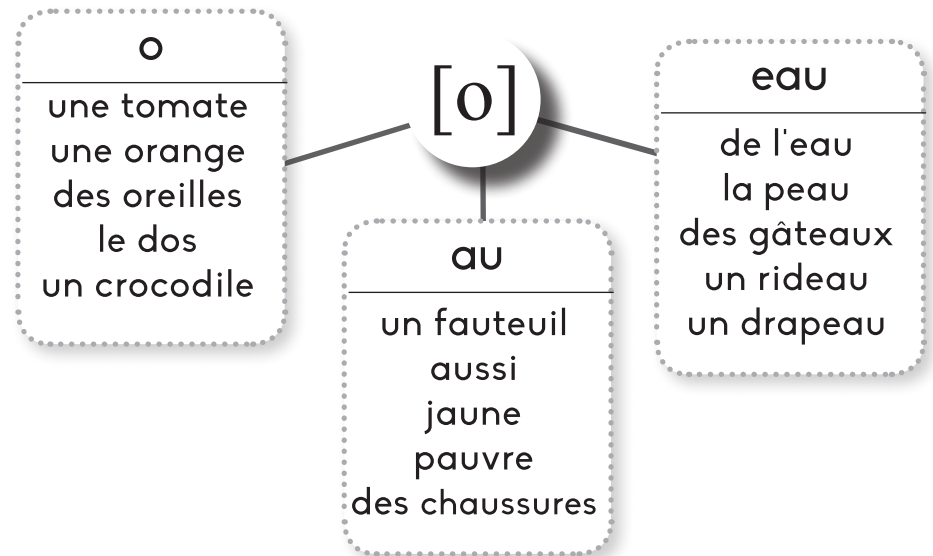 [o]
o
une tomate
une orange
des oreilles
le dos
un crocodile
au
un fauteuil
aussi
jaune
pauvre
des chaussures
eau
de l'eau
la peau
des gâteaux
un rideau
un drapeau